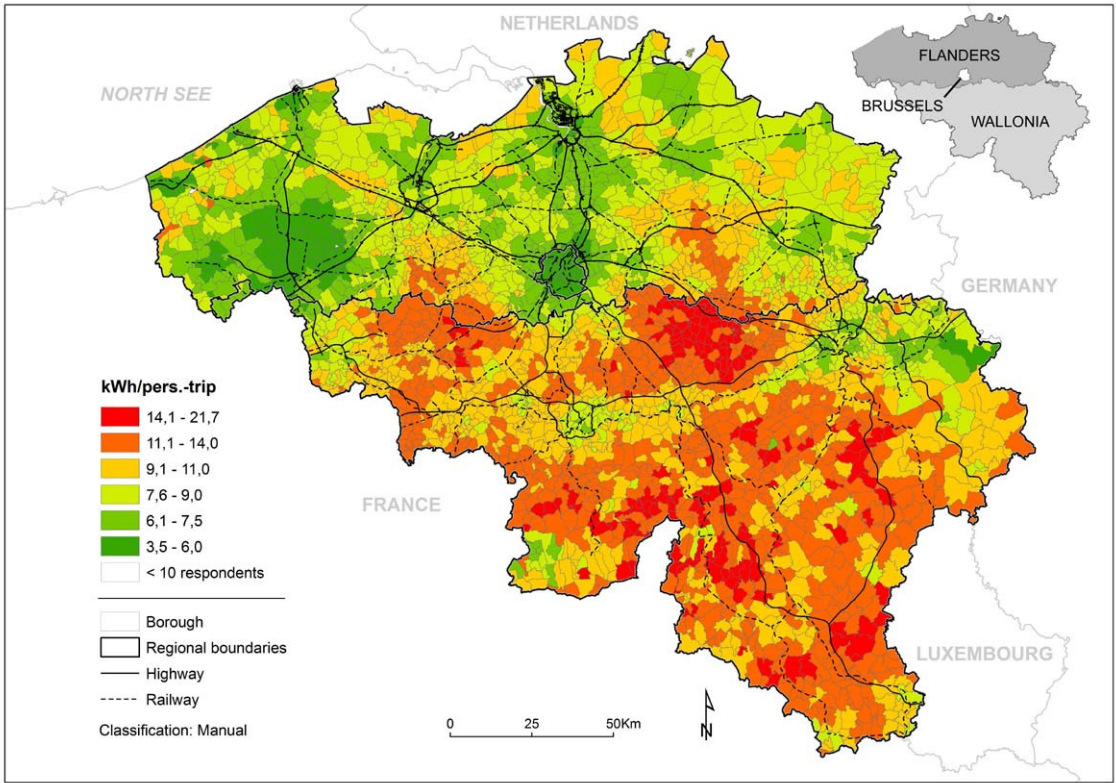 NETHERLANDS
FLANDERS
NORTH SEE
BRUSSELS
WALLONIA
GERMANY
kWh/pers.-trip
14,1 - 21,7
11,1 - 14,0
9,1 - 11,0
7,6 - 9,0
6,1 - 7,5
3,5 - 6,0
< 10 respondents
FRANCE
Borough
Regional boundaries
Highway
Railway
Classification: Manual
LUXEMBOURG
0 25 50Km
N